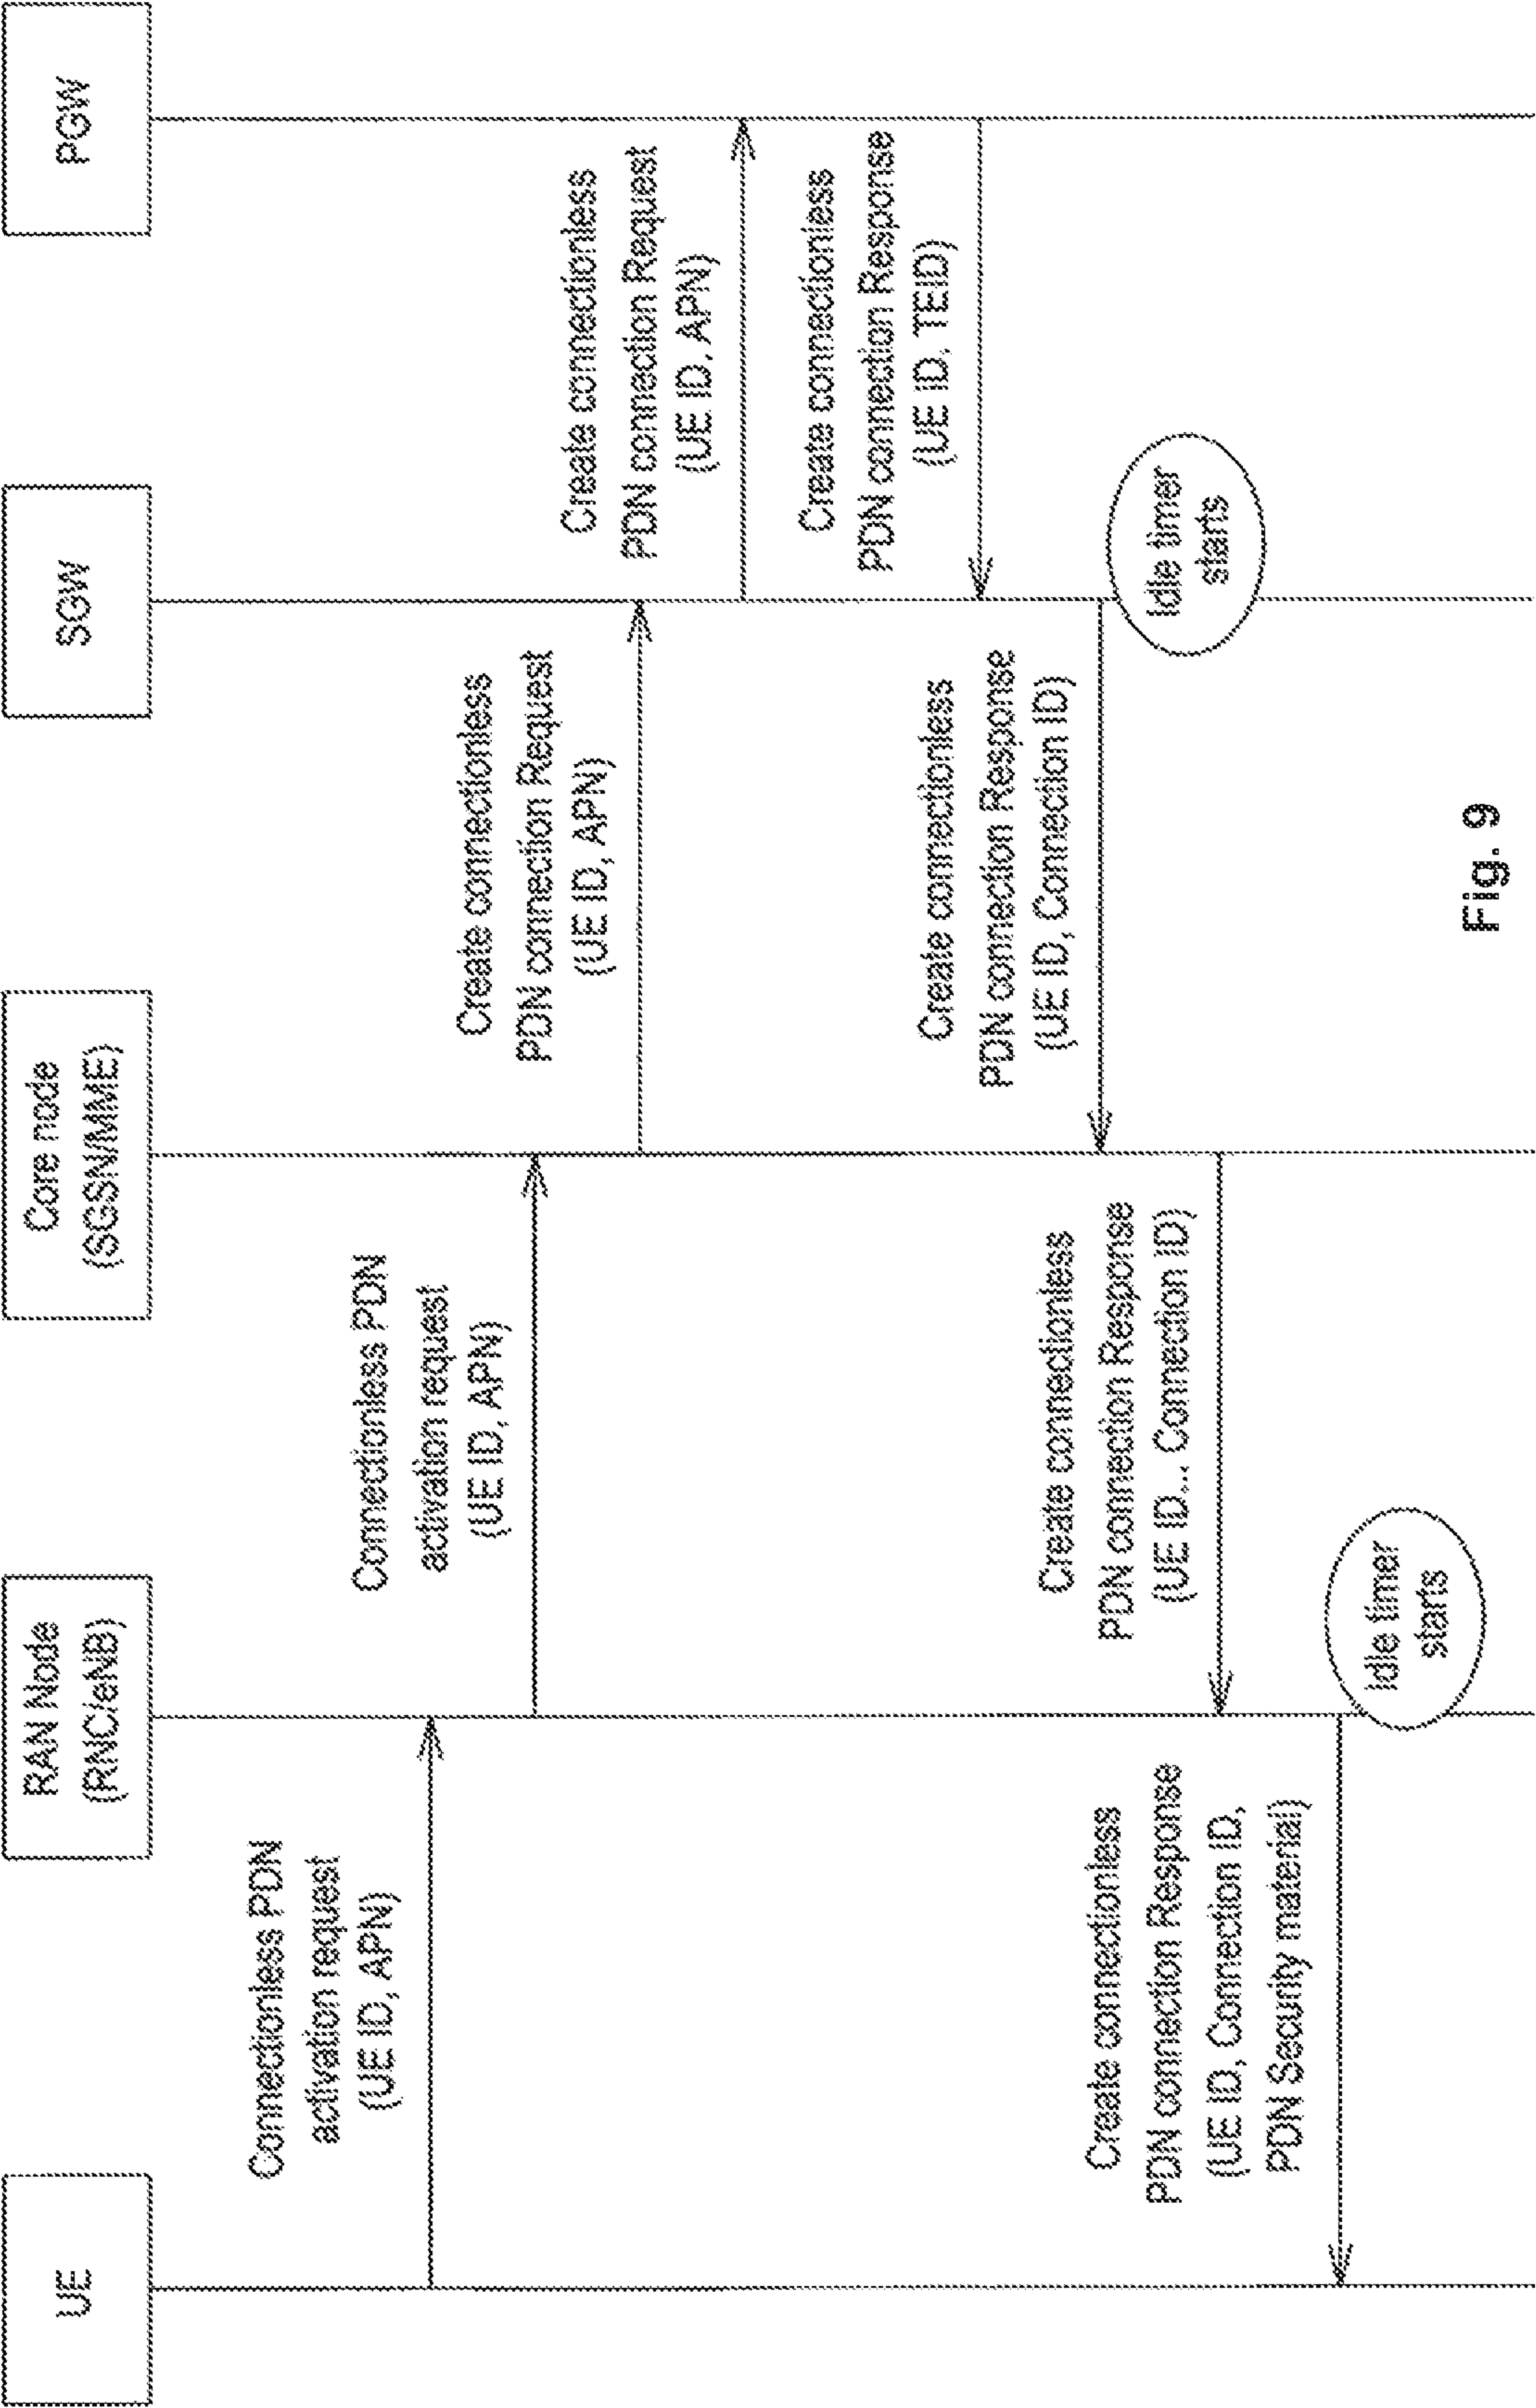 UE
RAN Node
(RNC/eNB)
Core node
(SGSN/MME)
SGW
PGW
Connectionless PDN
activation request
(UE ID, APN)
Connectionless PDN
activation request
(UE ID, APN)
Create connectionless
PDN connection Request
(UE ID, APN)
Create connectionless
PDN connection Request
(UE ID, APN)
Create connectionless
PDN connection Response
(UE ID, TEID)
Create connectionless
PDN connection Response
(UE ID, Connection ID)
Idle timer
starts
Create connectionless
PDN connection Response
(UE ID... Connection ID)
Create connectionless
PDN connection Response
(UE ID, Connection ID,
PDN Security material)
Idle timer
starts
Fig. 9